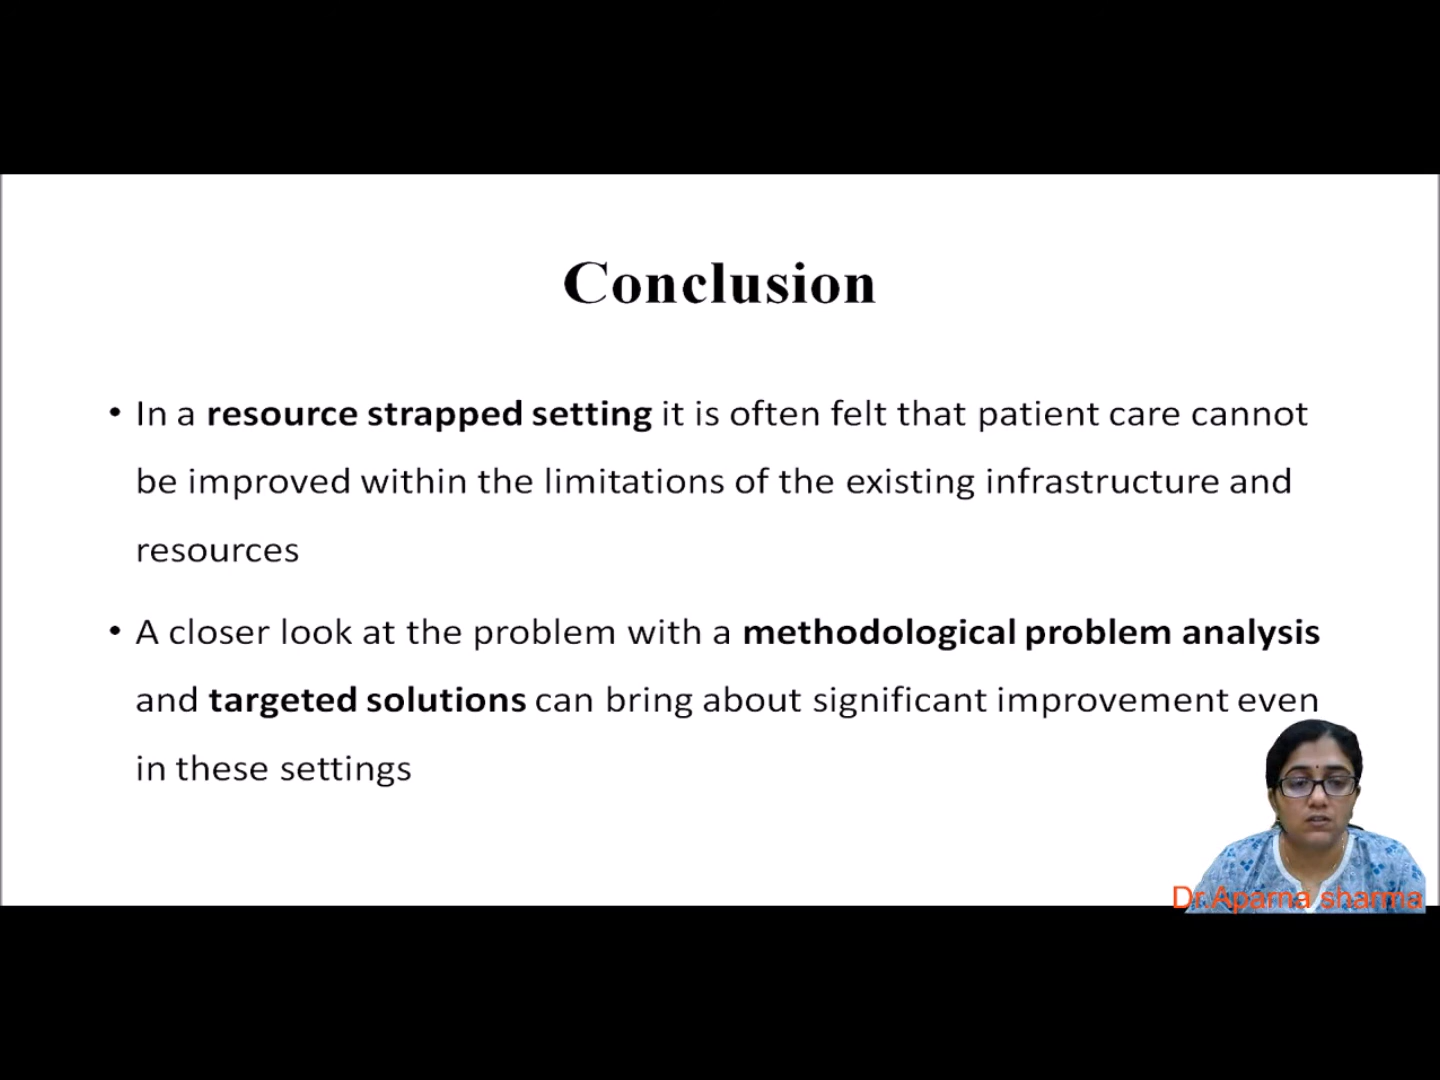 Conclusion
• In a resource strapped setting it is often felt that patient care cannot
be improved within the limitations of the existing infrastructure and
resources
• A closer look at the problem with a methodological problem analysis
and targeted solutions can bring about significant improvement even
in these settings
Dr.Aparna sharma